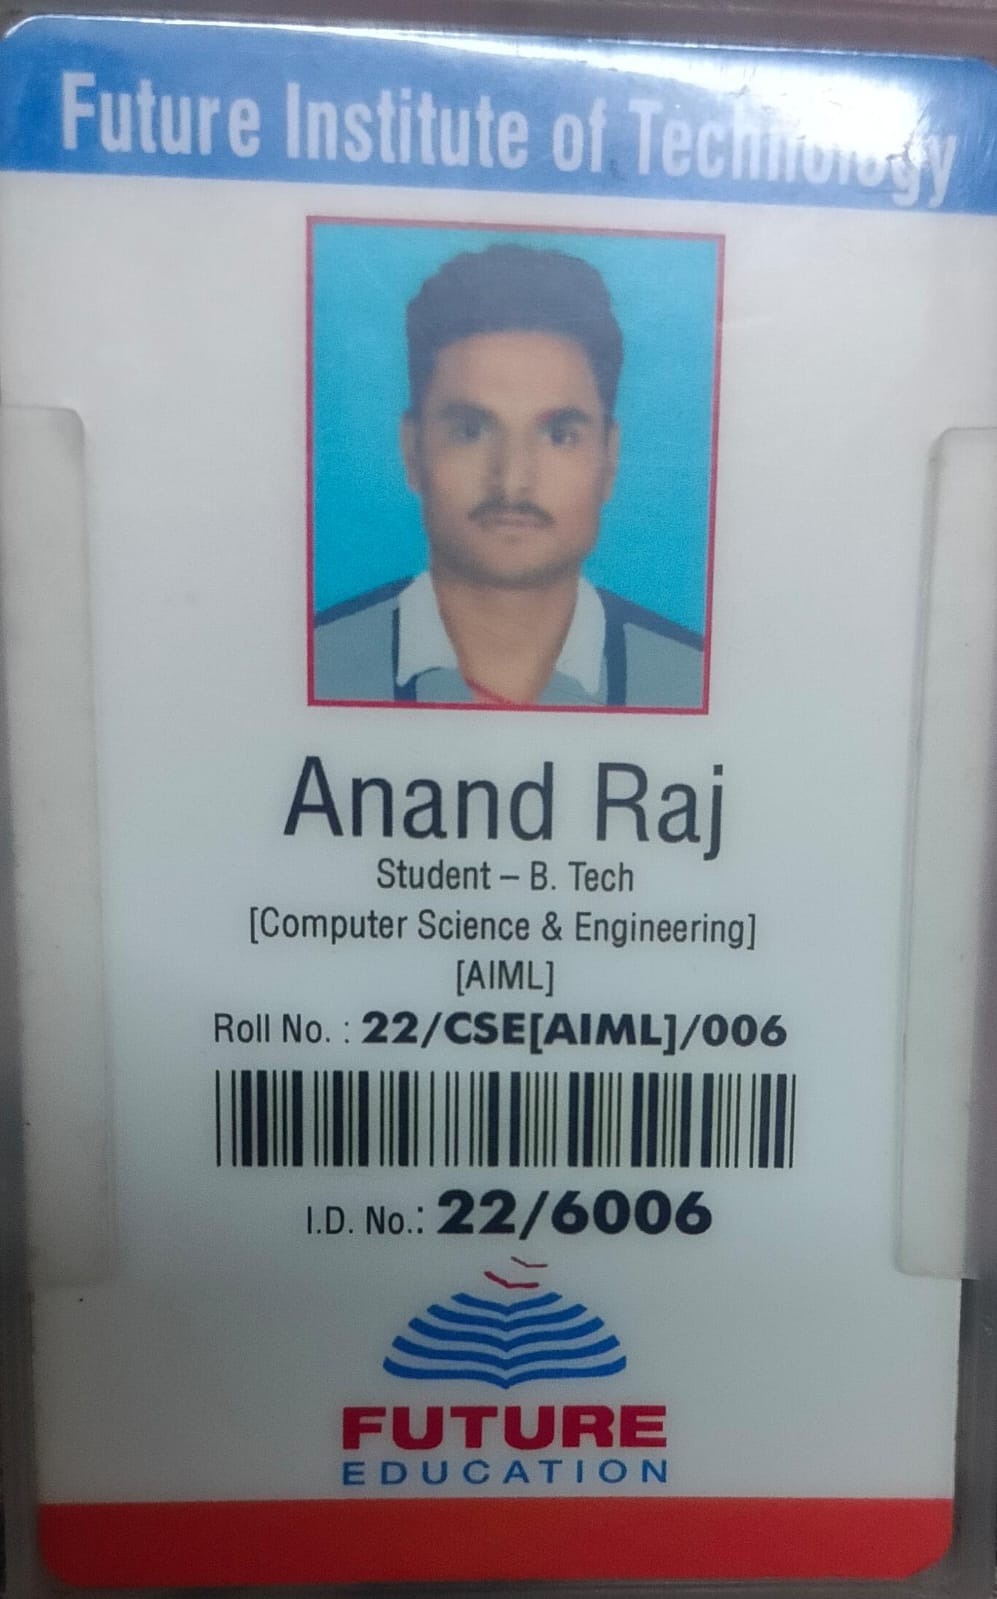 Future Institute of Technology
Anand Raj
Student – B. Tech
[Computer Science & Engineering]
[AIML]
Roll No. : 22/CSE[AIML]/006
I.D. No.: 22/6006
FUTURE
EDUCATION